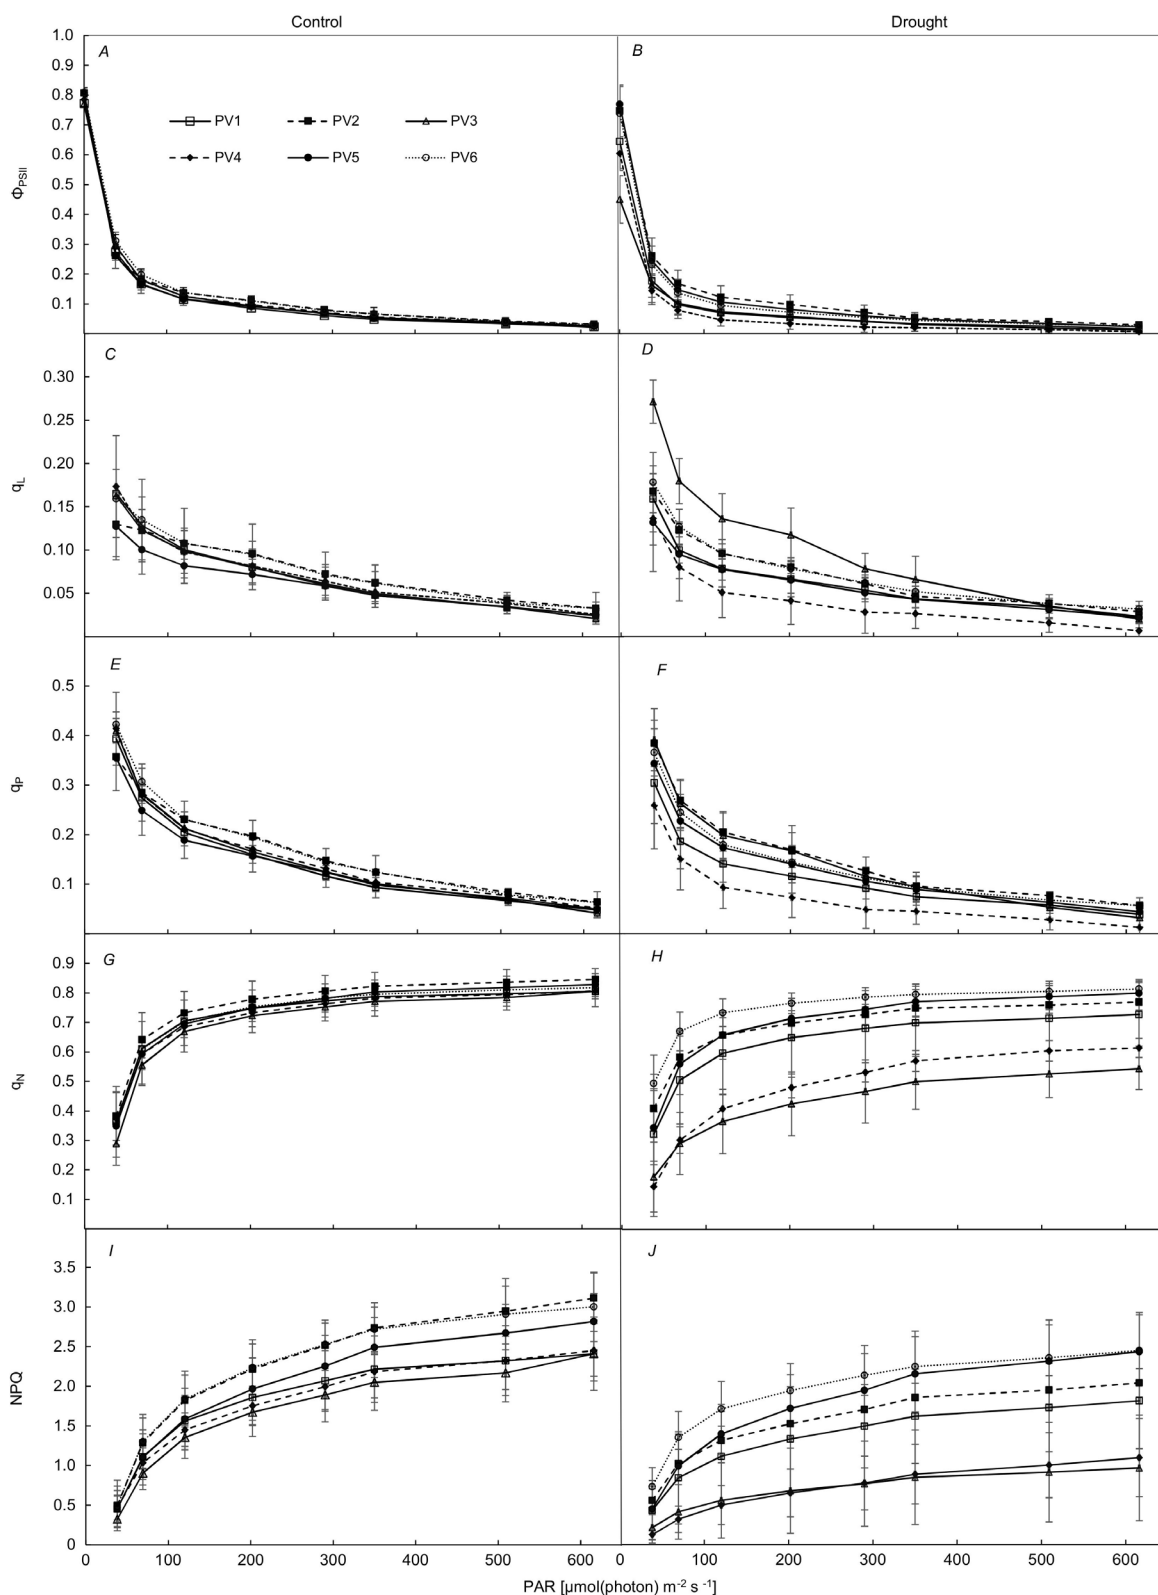 Control Drought
1.0
A B
0.9
0.8
0.7
PV1 PV2 PV3
0.6
PV4 PV5 PV6
Φ_PSII
0.5
0.4
0.3
0.2
0.1
C D
0.30
0.25
0.20
q_L
0.15
0.10
0.05
E F
0.5
0.4
0.3
q_P
0.2
0.1
G H
0.9
0.8
0.7
0.6
0.5
q_N
0.4
0.3
0.2
0.1
I J
3.5
3.0
2.5
2.0
NPQ
1.5
1.0
0.5
0
0 100 200 300 400 500 600 0 100 200 300 400 500 600
PAR [μmol(photon) m⁻² s⁻¹]